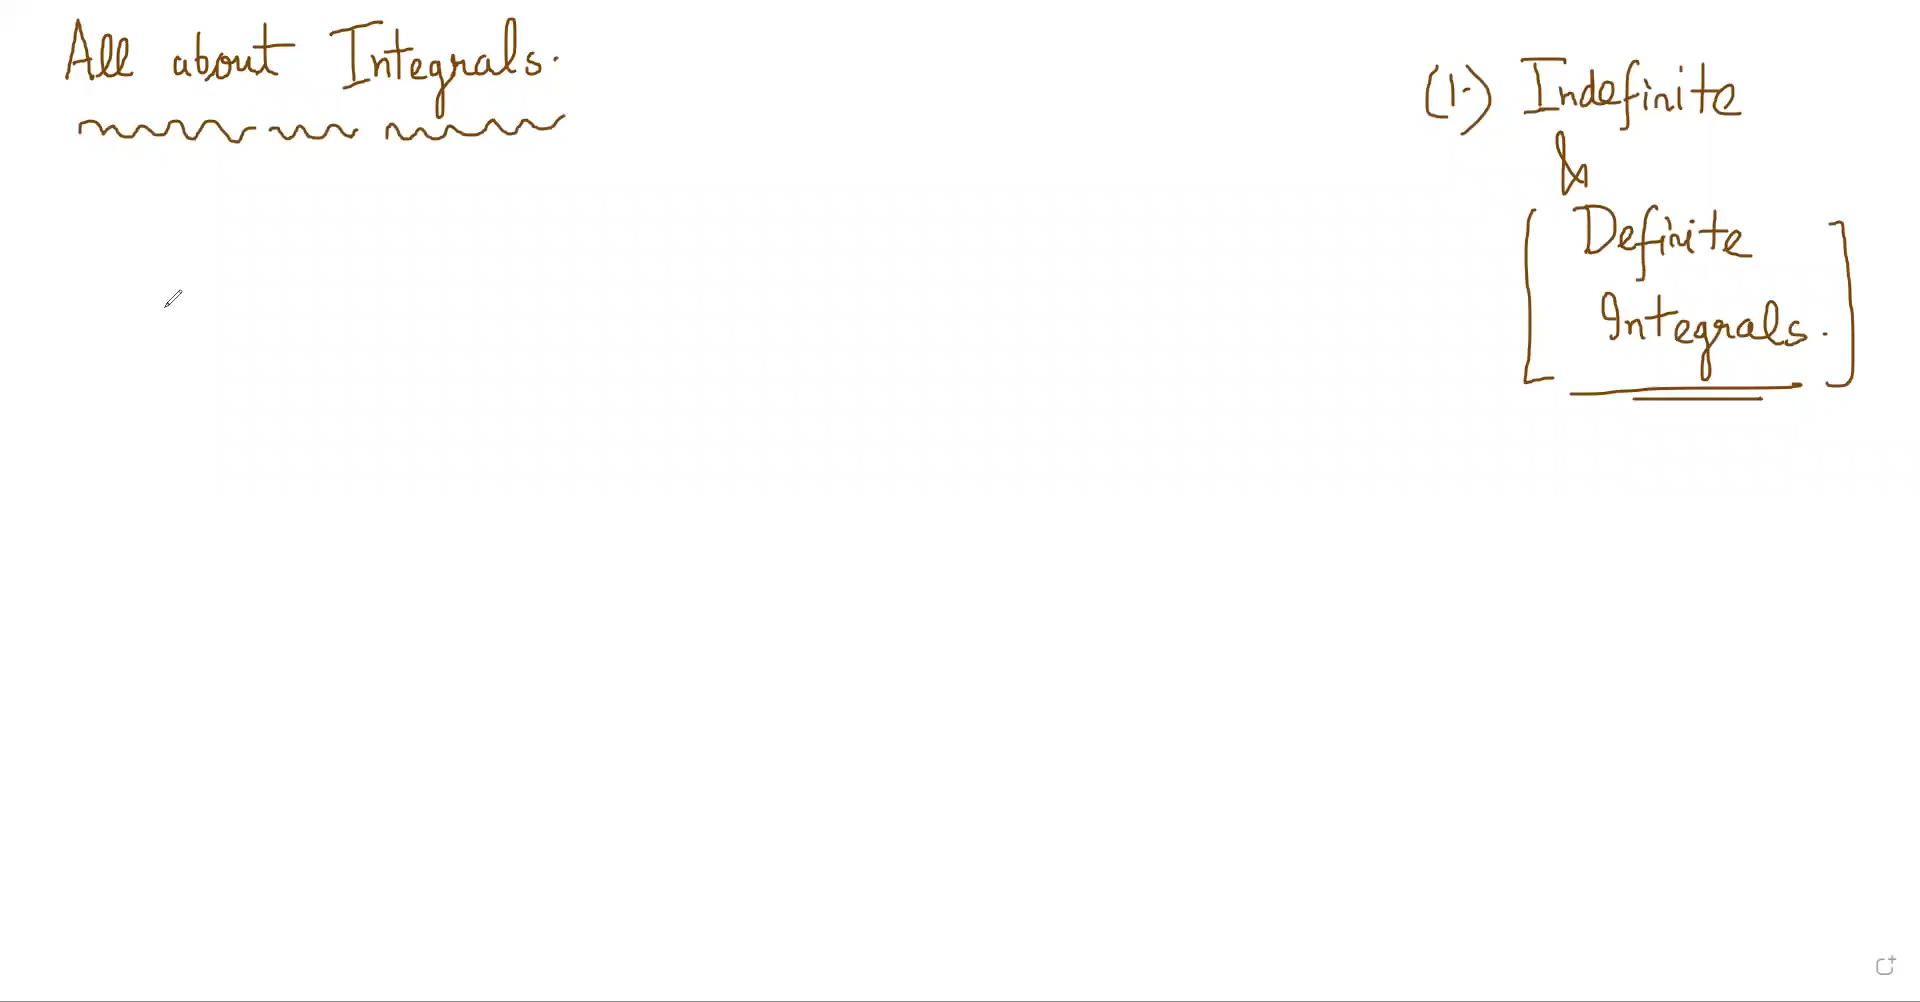 All about Integrals.
(1.) Indefinite
&
[ Definite
Integrals. ]